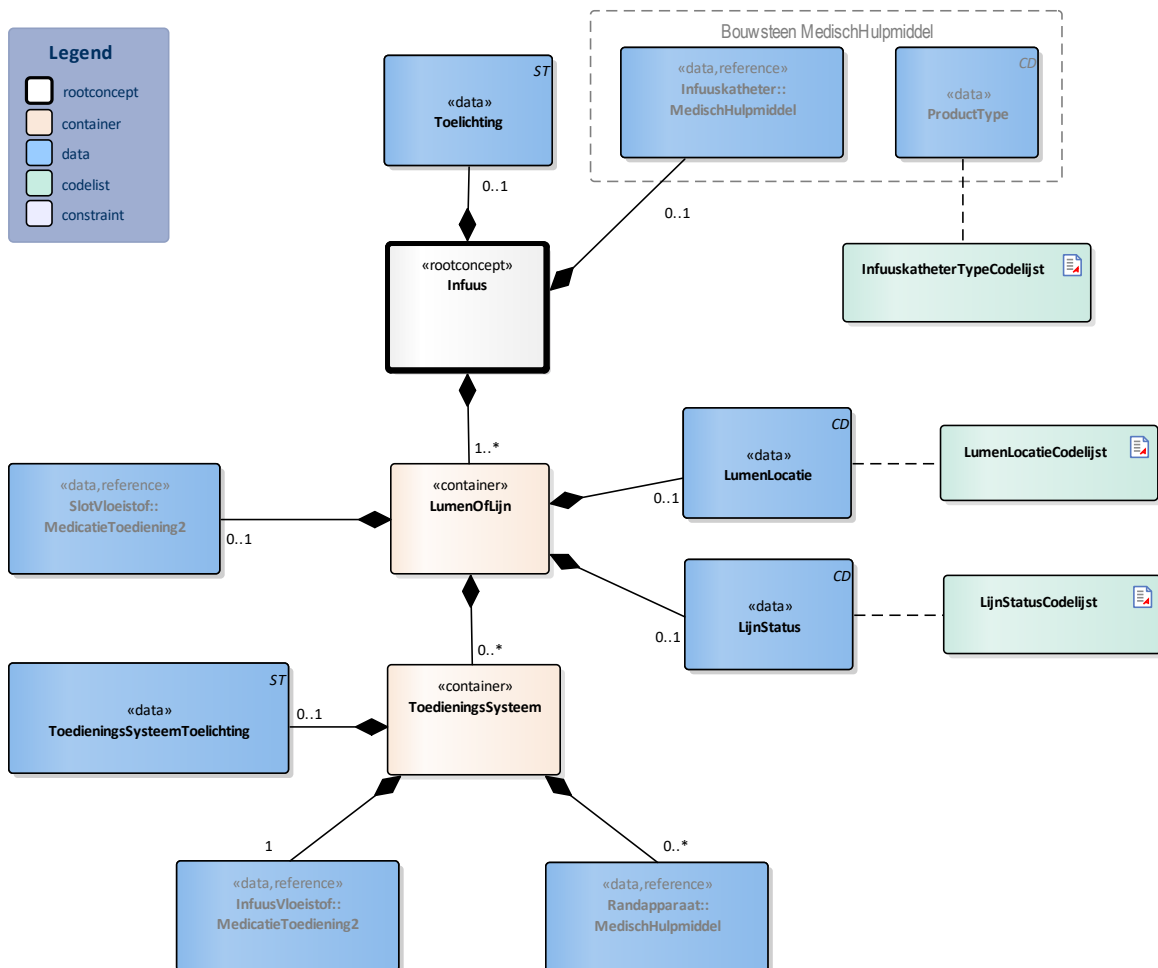 Legend
rootconcept
container
data
codelist
constraint
Bouwsteen MedischHulpmiddel
ST
«data»
Toelichting
«data,reference»
Infuuskatheter::
MedischHulpmiddel
CD
«data»
ProductType
0..1
0..1
«rootconcept»
Infuus
InfuuskatheterTypeCodelijst
1..*
CD
«data»
LumenLocatie
0..1
LumenLocatieCodelijst
«data,reference»
SlotVloeistof::
MedicatieToediening2
0..1
«container»
LumenOfLijn
CD
«data»
LijnStatus
0..1
LijnStatusCodelijst
0..*
ST
«data»
ToedieningsSysteemToelichting
0..1
«container»
ToedieningsSysteem
1
0..*
«data,reference»
InfuusVloeistof::
MedicatieToediening2
«data,reference»
Randapparaat::
MedischHulpmiddel